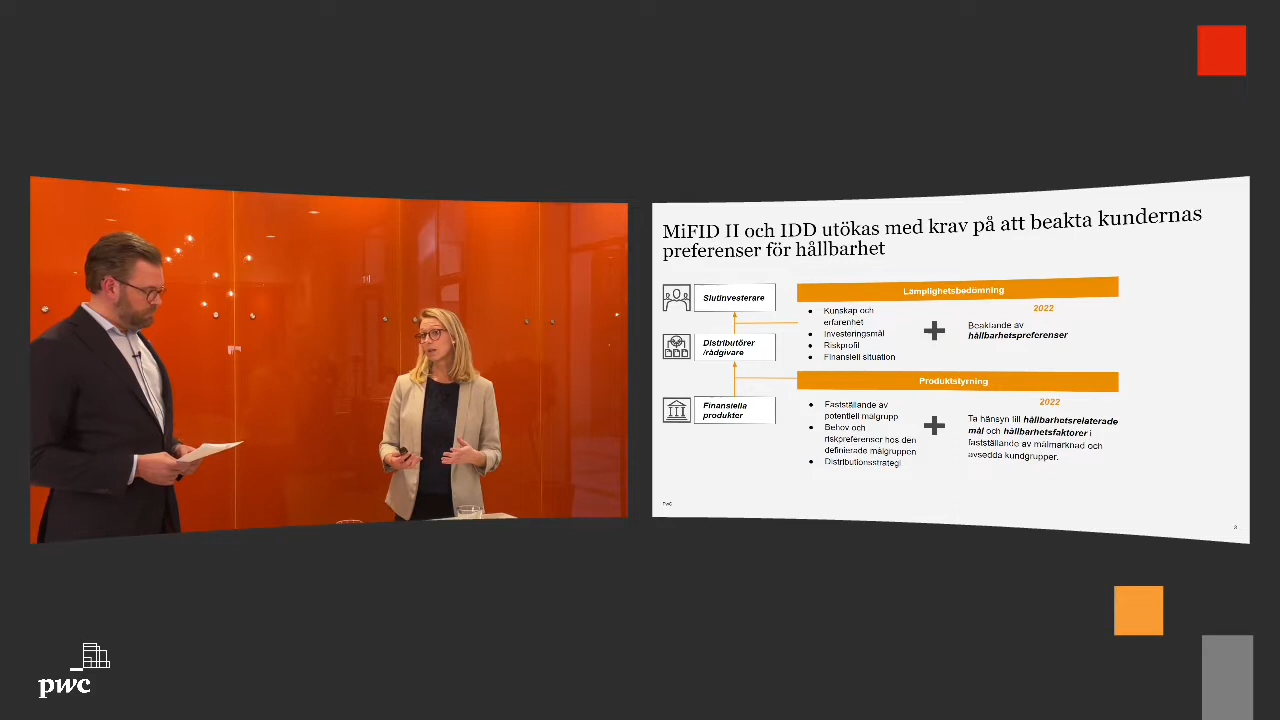 MiFID II och IDD utökas med krav på att beakta kundernas
preferenser för hållbarhet
Slutinvesterare
Distributörer
/rådgivare
Finansiella
produkter
Lämplighetsbedömning
2022
Kunskap och
erfarenhet
Investeringsmål
Riskprofil
Finansiell situation
Beaktande av
hållbarhetspreferenser
Produktstyrning
2022
Fastställande av
potentiell målgrupp
Behov och
riskpreferenser hos den
definierade målgruppen
Distributionsstrategi
Ta hänsyn till hållbarhetsrelaterade
mål och hållbarhetsfaktorer i
fastställande av målmarknad och
avsedda kundgrupper.
PwC
pwc